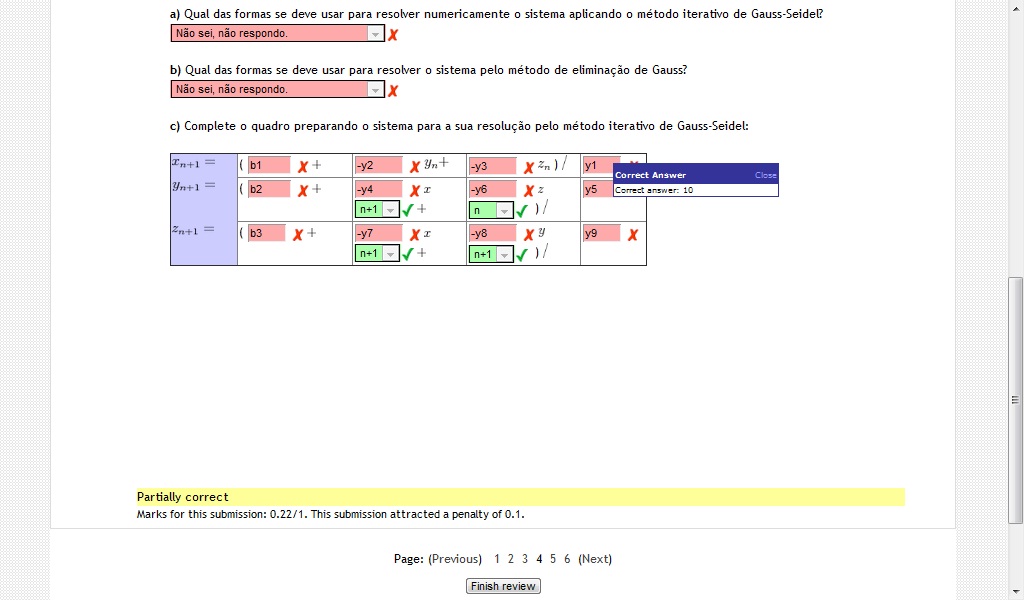 a) Qual das formas se deve usar para resolver numericamente o sistema aplicando o método iterativo de Gauss-Seidel?
Não sei, não respondo.
b) Qual das formas se deve usar para resolver o sistema pelo método de eliminação de Gauss?
Não sei, não respondo.
c) Complete o quadro preparando o sistema para a sua resolução pelo método iterativo de Gauss-Seidel:
xn+1 = ( b1 + -y2 yn+ -y3 zn ) / y1
Correct Answer Close
Correct answer: 10
yn+1 = ( b2 + -y4 x -y6 z y5
n+1 + n ) /
zn+1 = ( b3 + -y7 x -y8 y y9
n+1 + n+1 ) /
Partially correct
Marks for this submission: 0.22/1. This submission attracted a penalty of 0.1.
Page: (Previous) 1 2 3 4 5 6 (Next)
Finish review